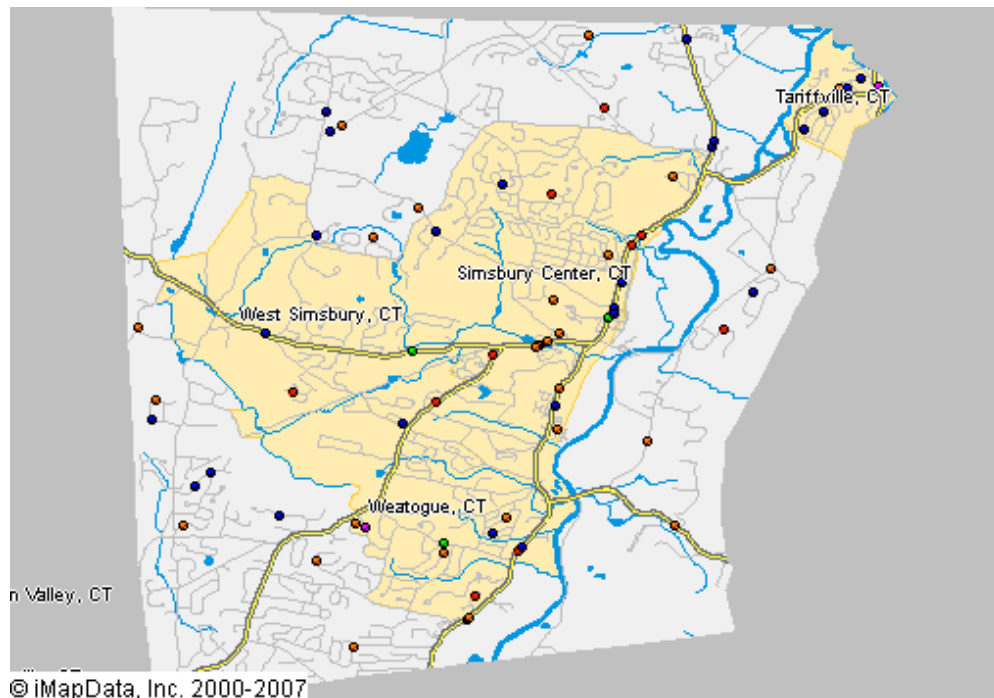 Tariffville, CT
Simsbury Center, CT
West Simsbury, CT
Weatogue, CT
n Valley, CT
© iMapData, Inc. 2000-2007